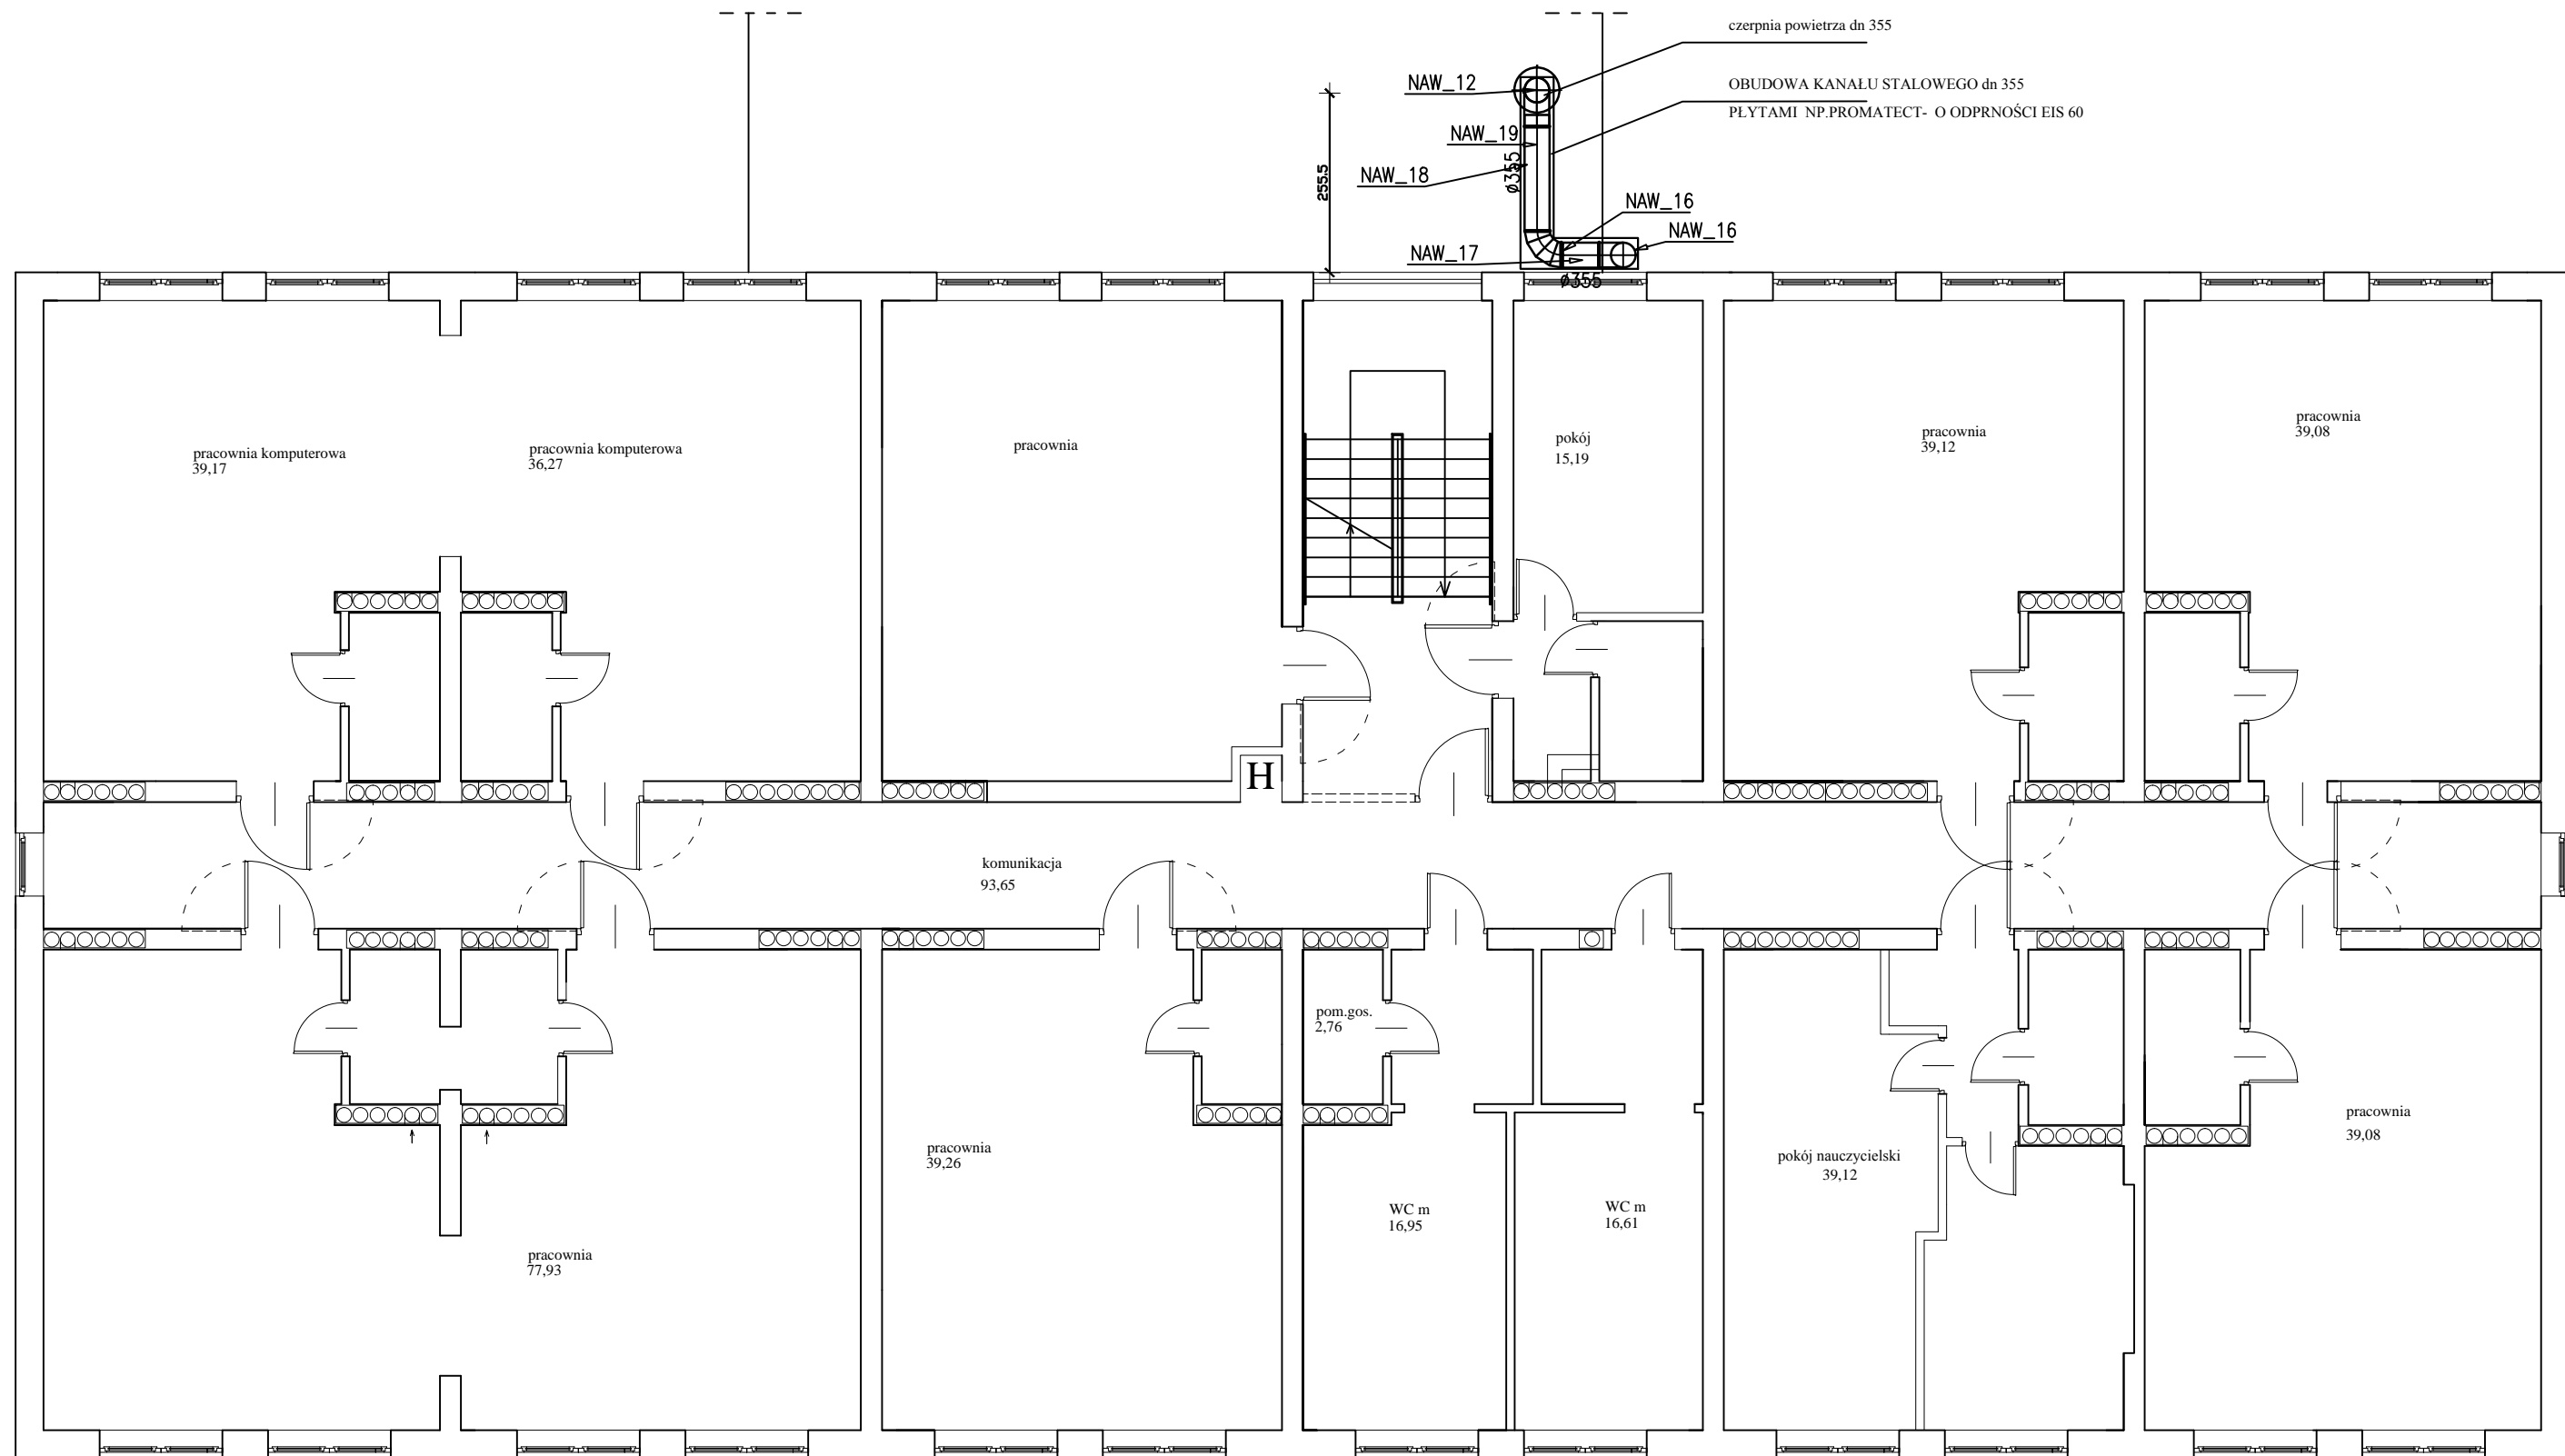 czerpnia powietrza dn 355
NAW_12
OBUDOWA KANAŁU STALOWEGO dn 355
PŁYTAMI NP.PROMATECT- O ODPRNOŚCI EIS 60
NAW_19
ø355
NAW_18
255.5
NAW_16
NAW_16
NAW_17
ø355
pracownia komputerowa
39,17
pracownia komputerowa
36,27
pracownia
pokój
15,19
pracownia
39,12
pracownia
39,08
H
komunikacja
93,65
pom.gos.
2,76
pracownia
39,26
pracownia
77,93
WC m
16,95
WC m
16,61
pokój nauczycielski
39,12
pracownia
39,08